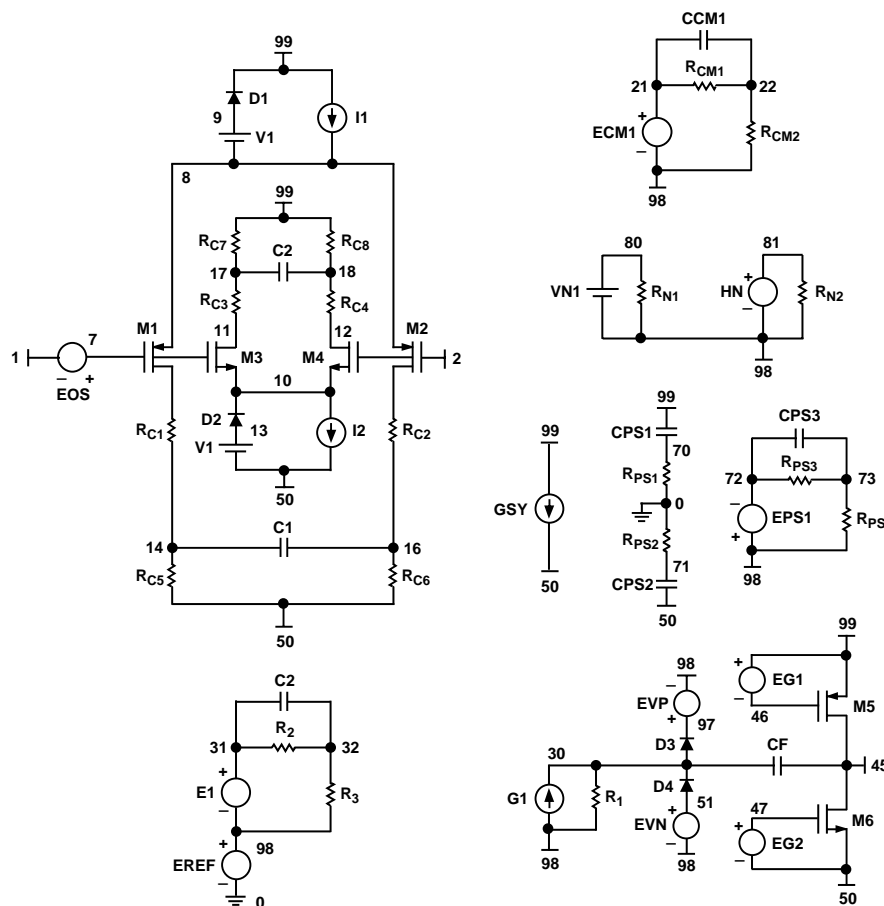 99
D1
9
V1
I1
8
99
RC7
RC8
C2
17
18
RC3
RC4
M1
11
12
M2
7
1
M3
M4
2
– +
EOS
10
D2
13
V1
I2
RC1
RC2
50
C1
14
16
RC5
RC6
50
C2
R2
31
32
+
E1
–
R3
98
+
EREF
–
0
CCM1
RCM1
21
22
+
ECM1
–
RCM2
98
80
81
VN1
RN1
+
HN
–
RN2
98
99
GSY
50
99
CPS1
70
RPS1
0
RPS2
71
CPS2
50
CPS3
RPS3
72
73
–
EPS1
+
RPS
98
98
–
EVP
+
97
D3
30
G1
R1
D4
51
+
EVN
–
98
98
99
+
EG1
–
46
M5
CF
45
47
M6
+
EG2
–
50